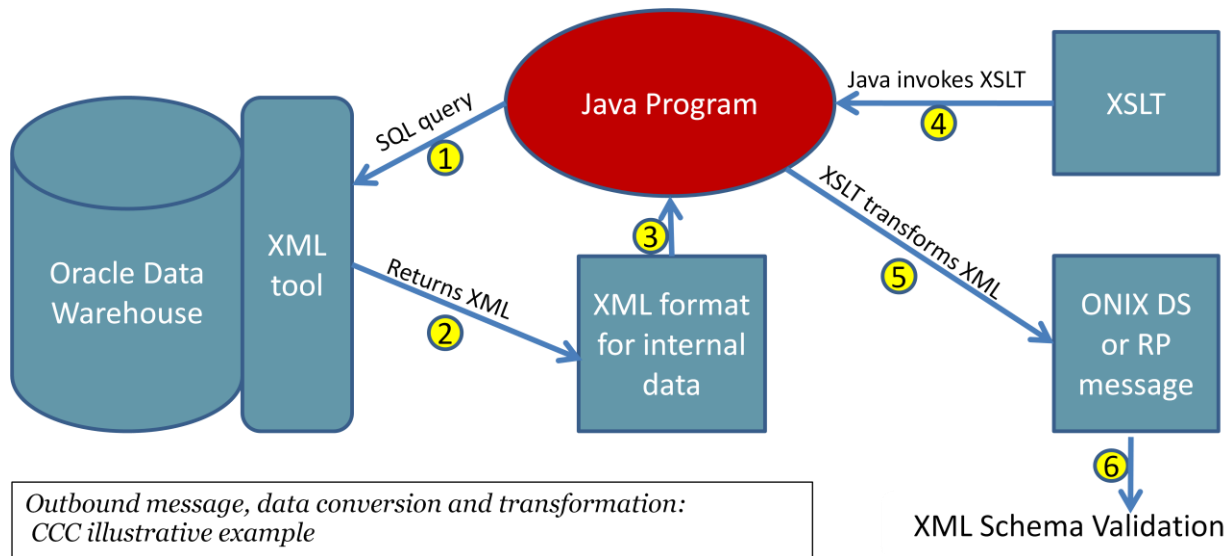 Oracle Data
Warehouse
XML
tool
SQL query
1
Returns XML
2
XML format
for internal
data
3
Java Program
Java invokes XSLT
4
XSLT
XSLT transforms XML
5
ONIX DS
or RP
message
6
XML Schema Validation
Outbound message, data conversion and transformation:
CCC illustrative example